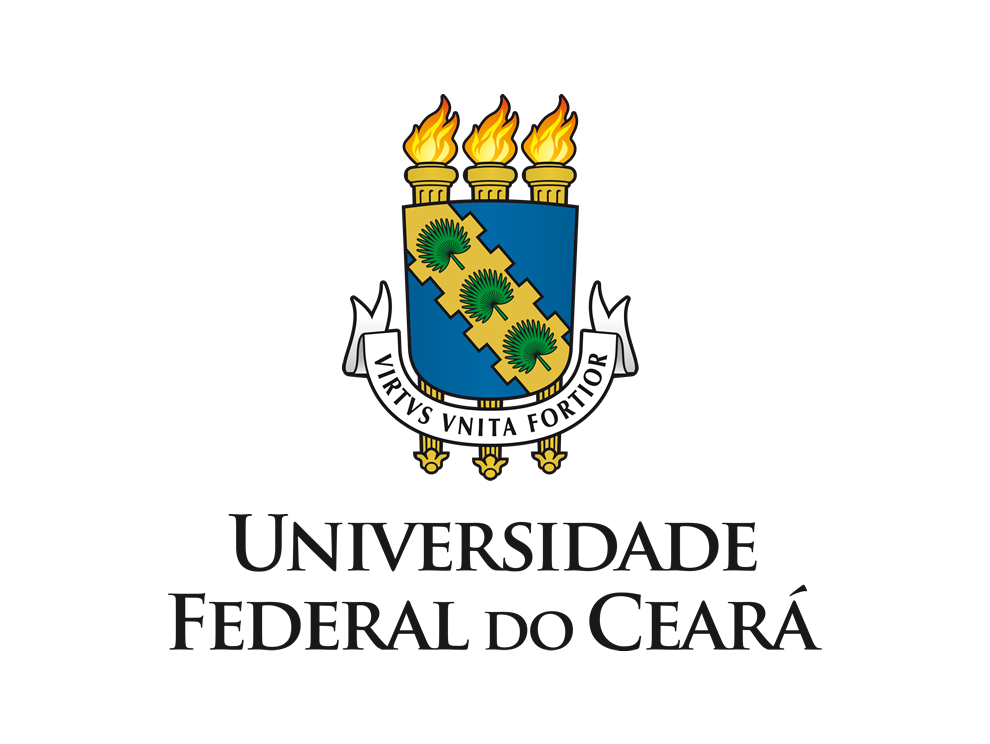 VIRTVS VNITA FORTIOR
UNIVERSIDADE
FEDERAL DO CEARÁ